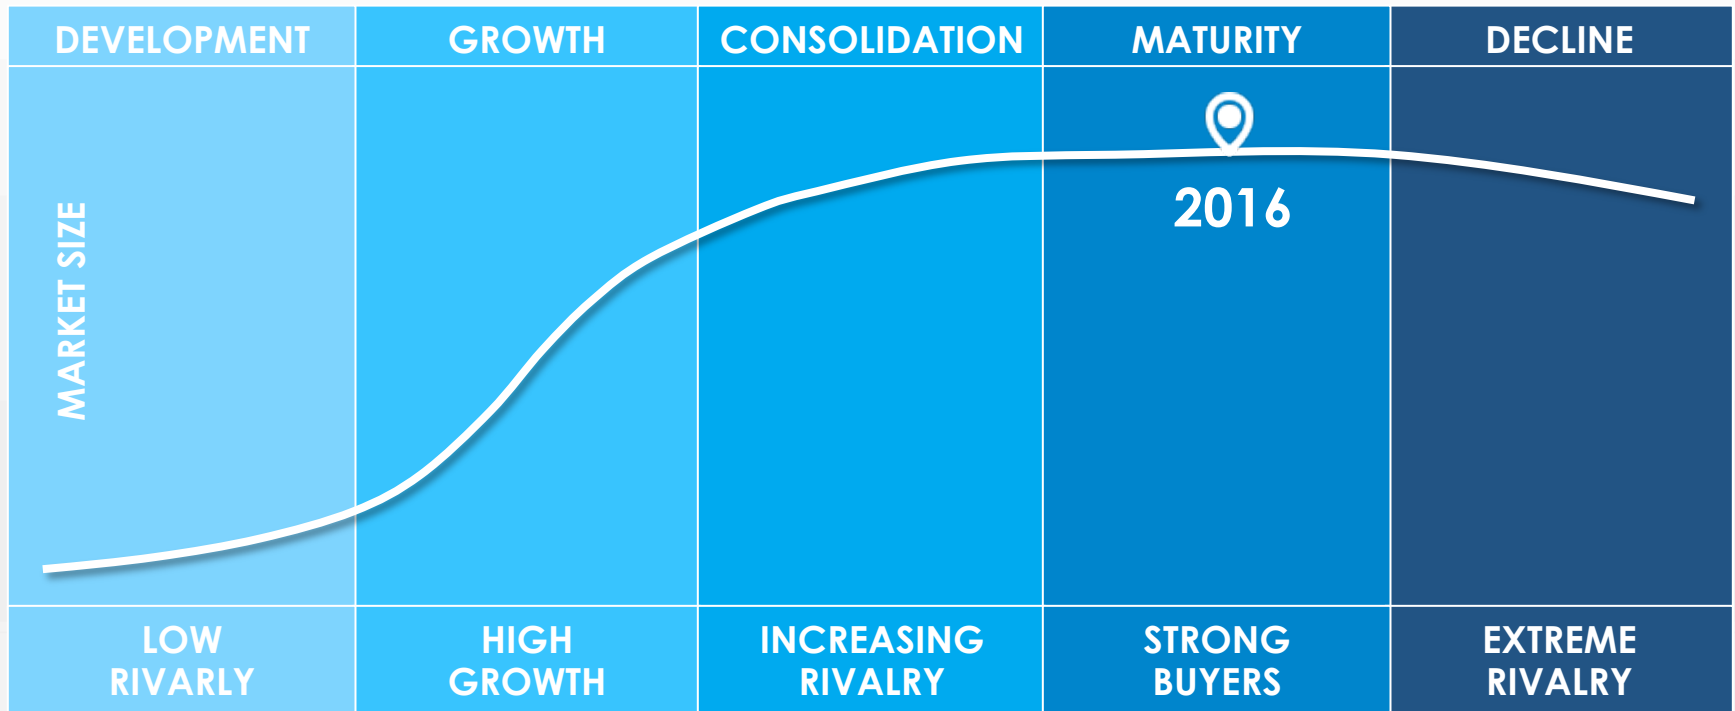 DEVELOPMENT
GROWTH
CONSOLIDATION
MATURITY
DECLINE
MARKET SIZE
2016
LOW
RIVARLY
HIGH
GROWTH
INCREASING
RIVALRY
STRONG
BUYERS
EXTREME
RIVALRY